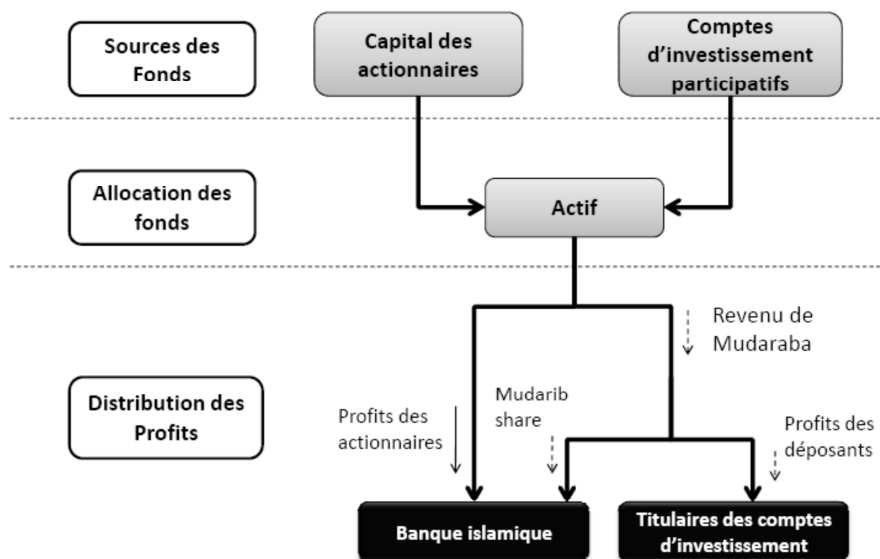 Sources des
Fonds
Capital des
actionnaires
Comptes
d'investissement
participatifs
Allocation des
fonds
Actif
Revenu de
Mudaraba
Distribution des
Profits
Profits des
actionnaires
Mudarib
share
Profits des
déposants
Banque islamique
Titulaires des comptes
d'investissement